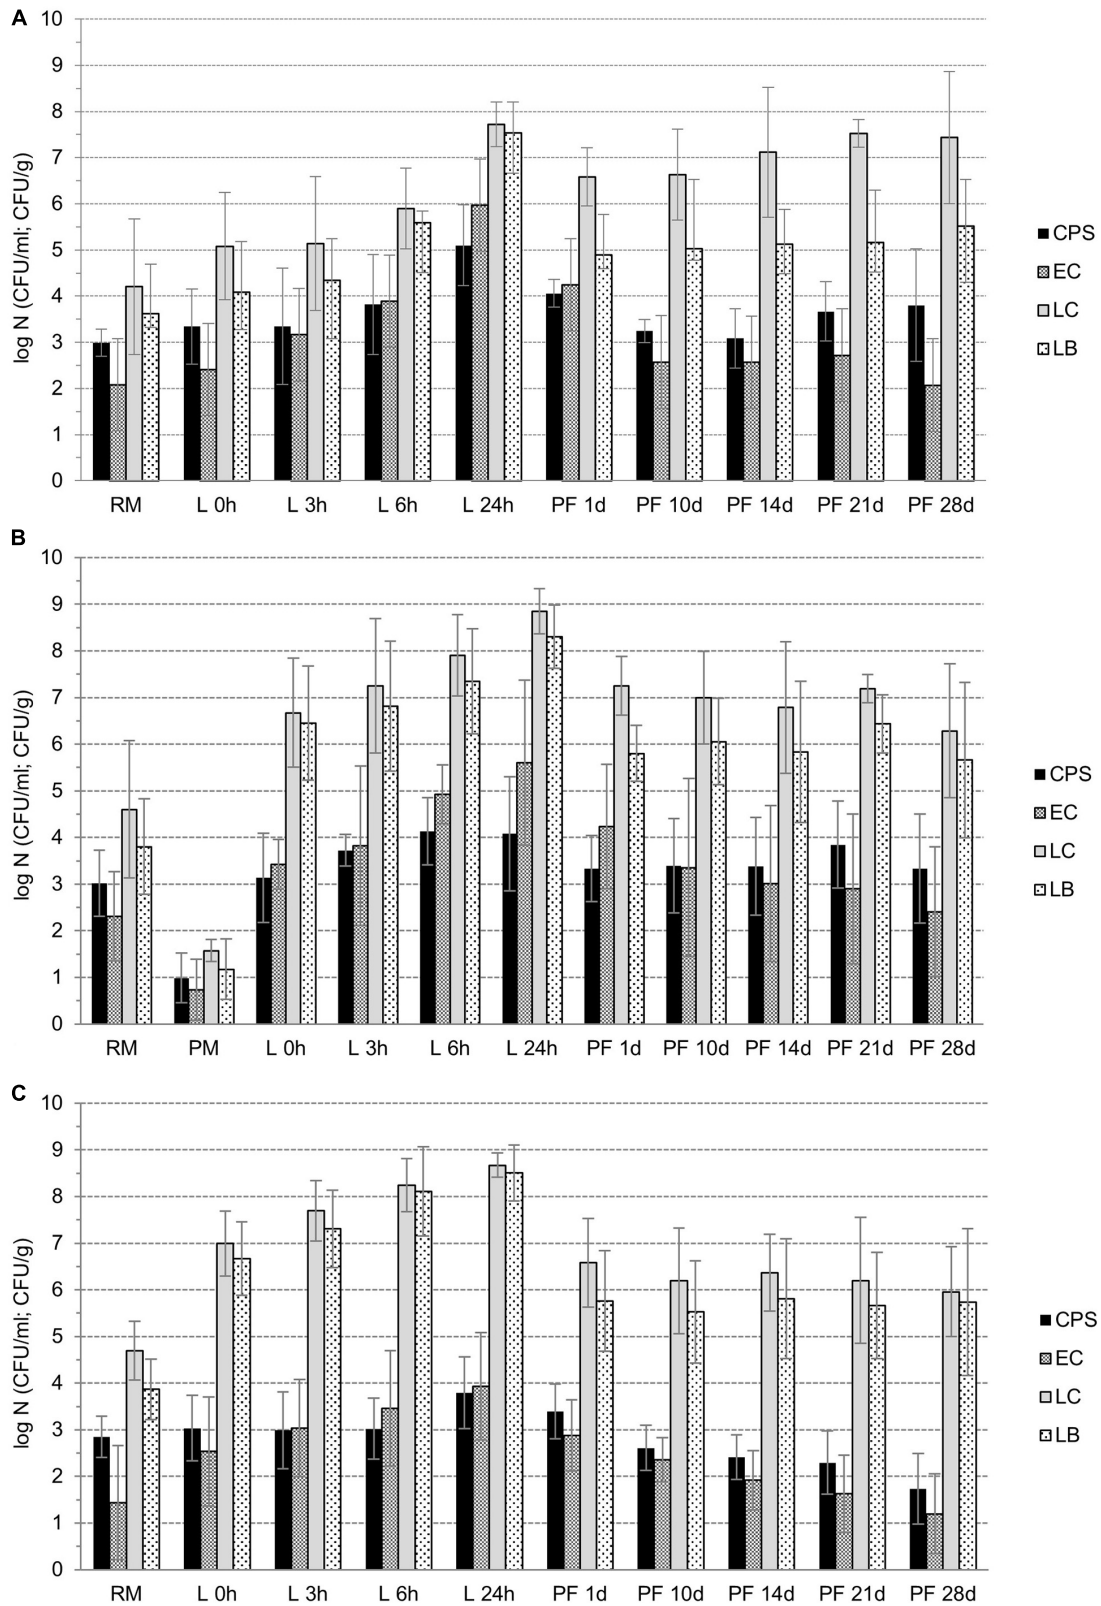 A
log N (CFU/ml; CFU/g)
10
9
8
7
6
5
4
3
2
1
0
RM L 0h L 3h L 6h L 24h PF 1d PF 10d PF 14d PF 21d PF 28d
CPS
EC
LC
LB
B
log N (CFU/ml; CFU/g)
10
9
8
7
6
5
4
3
2
1
0
RM PM L 0h L 3h L 6h L 24h PF 1d PF 10d PF 14d PF 21d PF 28d
CPS
EC
LC
LB
C
log N (CFU/ml; CFU/g)
10
9
8
7
6
5
4
3
2
1
0
RM L 0h L 3h L 6h L 24h PF 1d PF 10d PF 14d PF 21d PF 28d
CPS
EC
LC
LB